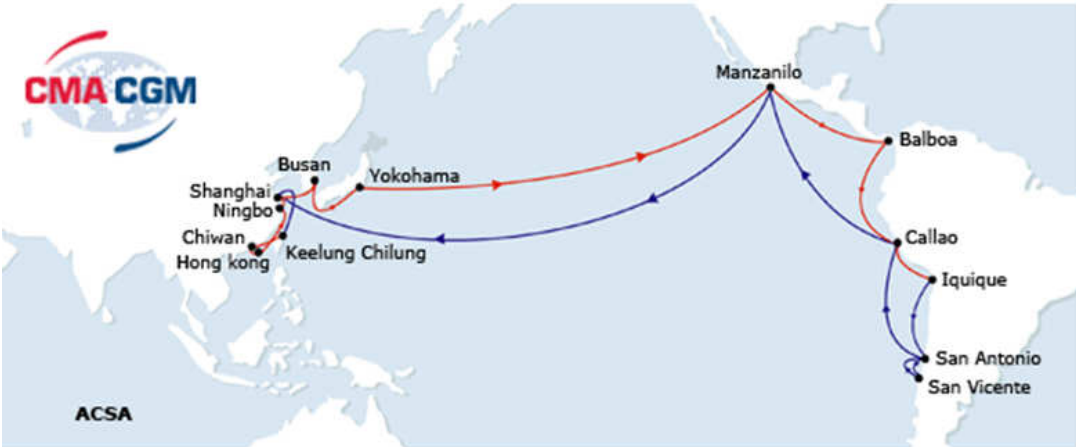 CMA CGM
Manzanilo
Balboa
Busan
Yokohama
Shanghai
Ningbo
Chiwan
Hong kong
Keelung Chilung
Callao
Iquique
San Antonio
San Vicente
ACSA